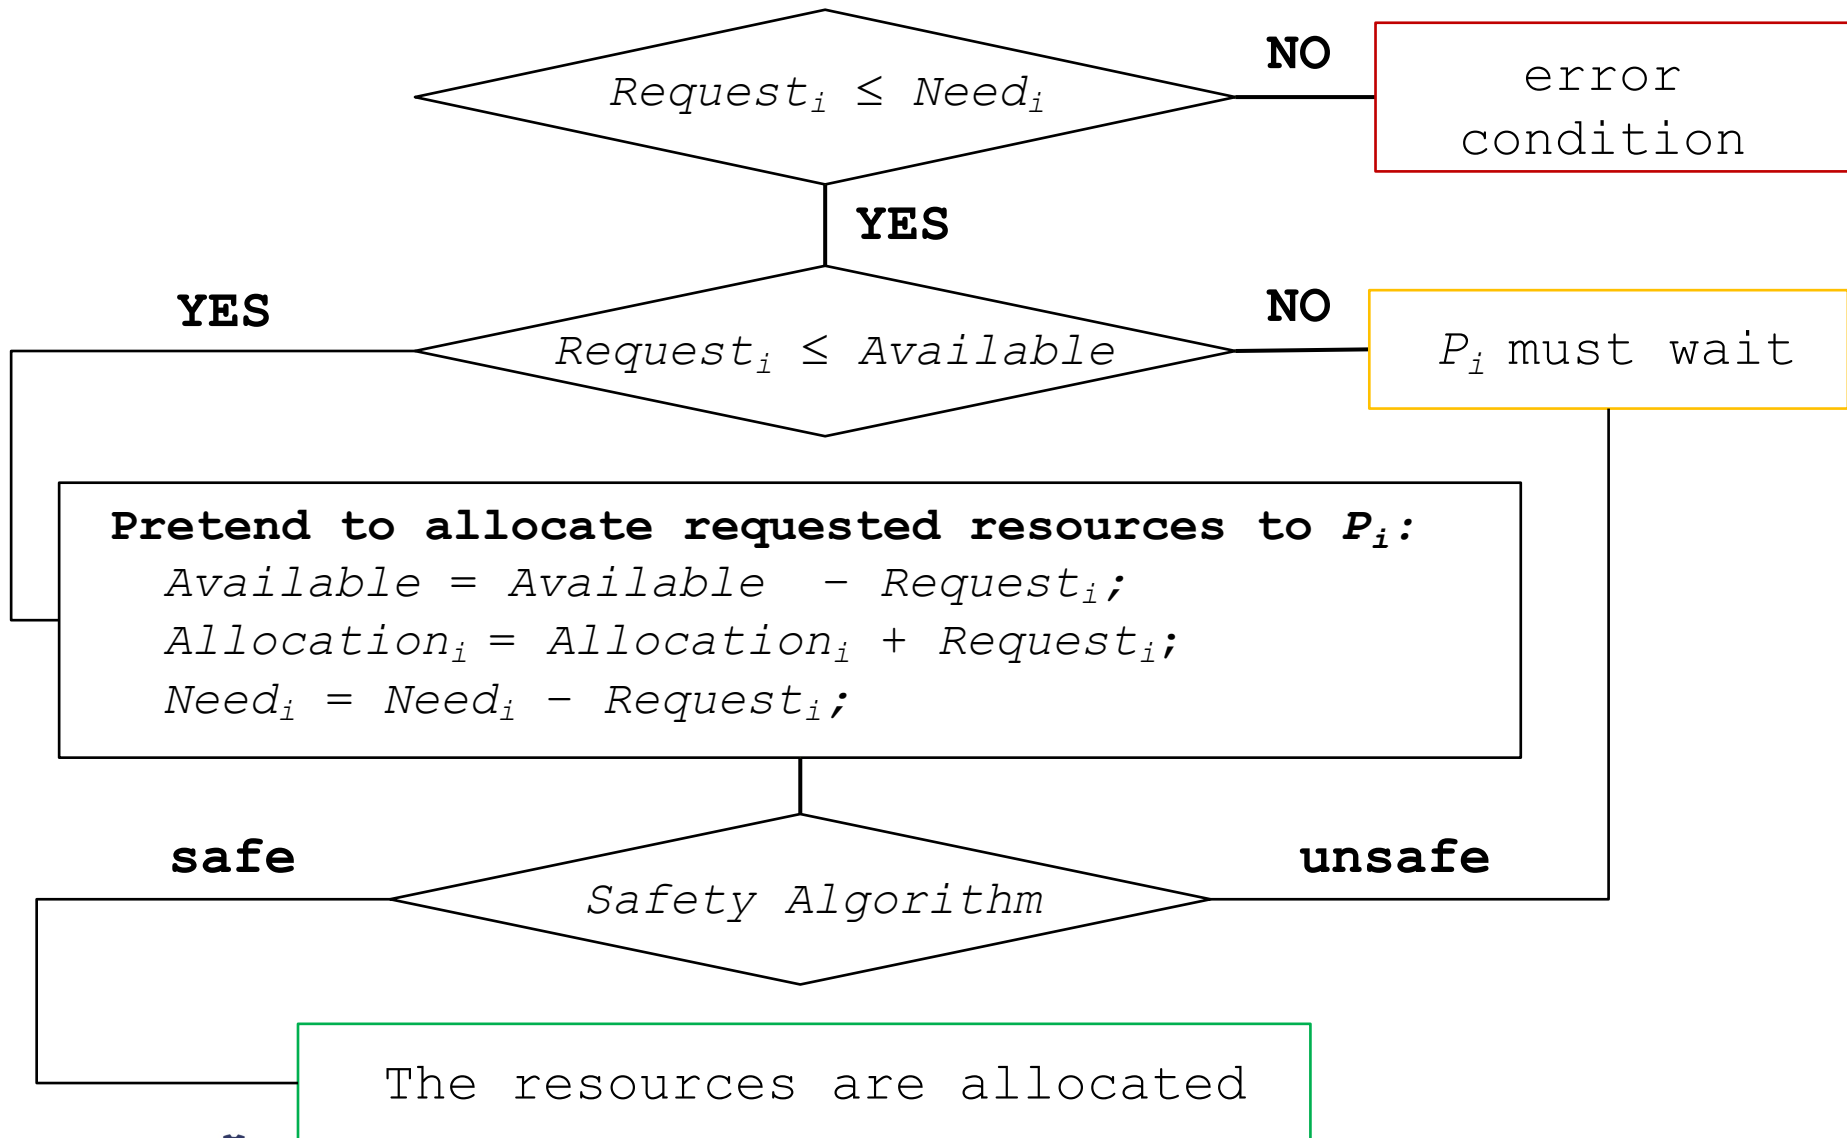 Requestᵢ ≤ Needᵢ
NO
error
condition
YES
YES
Requestᵢ ≤ Available
NO
Pᵢ must wait
Pretend to allocate requested resources to Pᵢ:
Available = Available – Requestᵢ;
Allocationᵢ = Allocationᵢ + Requestᵢ;
Needᵢ = Needᵢ – Requestᵢ;
safe
Safety Algorithm
unsafe
The resources are allocated